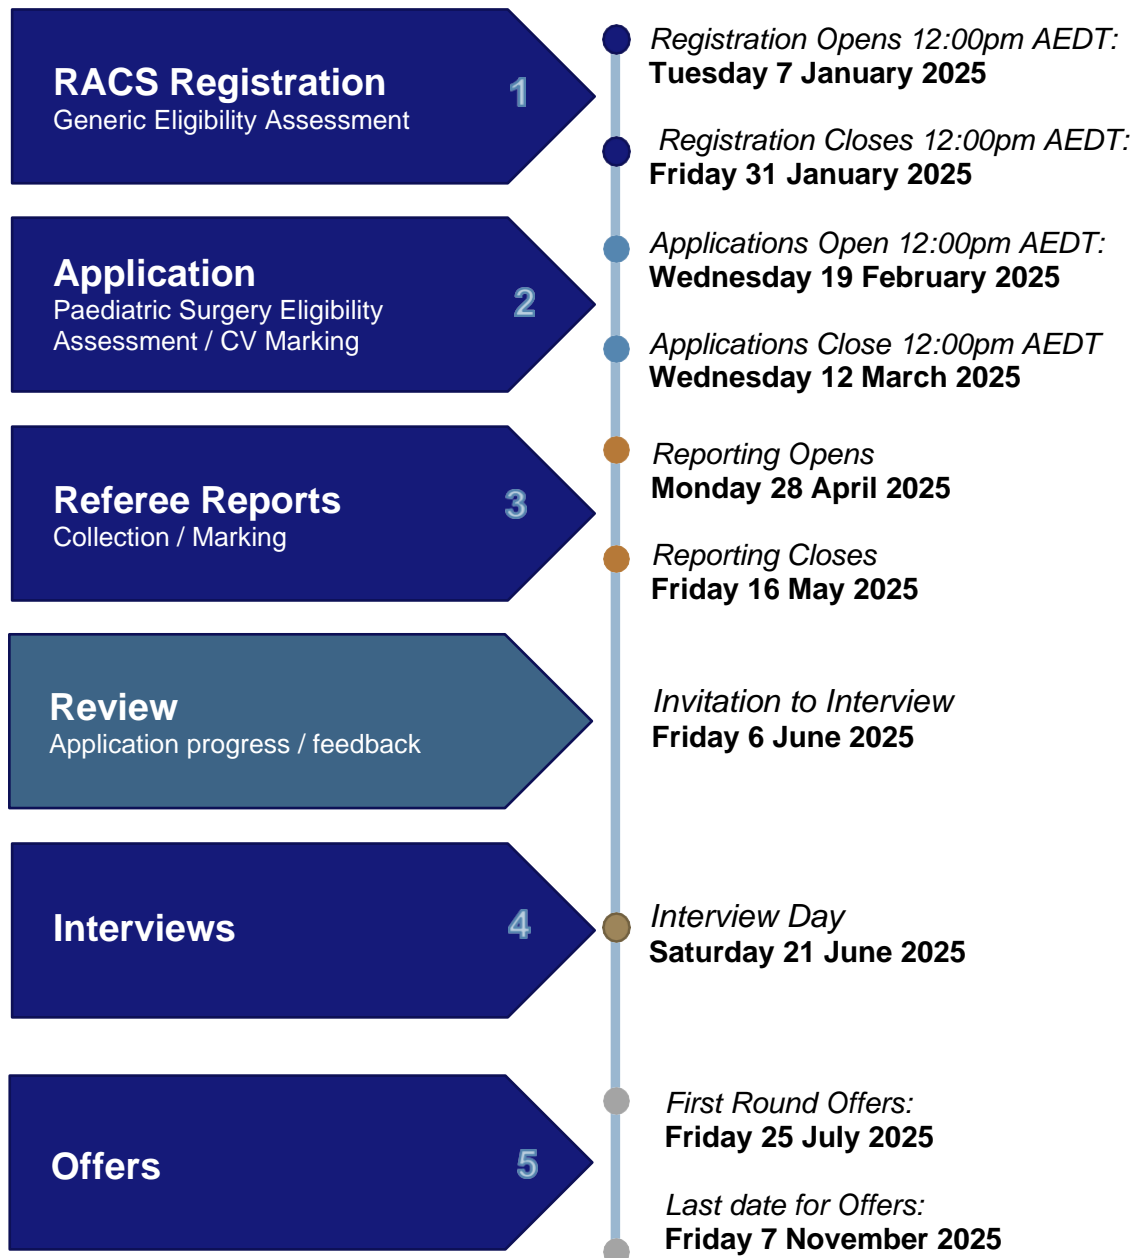 RACS Registration
Generic Eligibility Assessment
1
Registration Opens 12:00pm AEDT:
Tuesday 7 January 2025
Registration Closes 12:00pm AEDT:
Friday 31 January 2025
Application
Paediatric Surgery Eligibility
Assessment / CV Marking
2
Applications Open 12:00pm AEDT:
Wednesday 19 February 2025
Applications Close 12:00pm AEDT
Wednesday 12 March 2025
Referee Reports
Collection / Marking
3
Reporting Opens
Monday 28 April 2025
Reporting Closes
Friday 16 May 2025
Review
Application progress / feedback
Invitation to Interview
Friday 6 June 2025
Interviews
4
Interview Day
Saturday 21 June 2025
Offers
5
First Round Offers:
Friday 25 July 2025
Last date for Offers:
Friday 7 November 2025